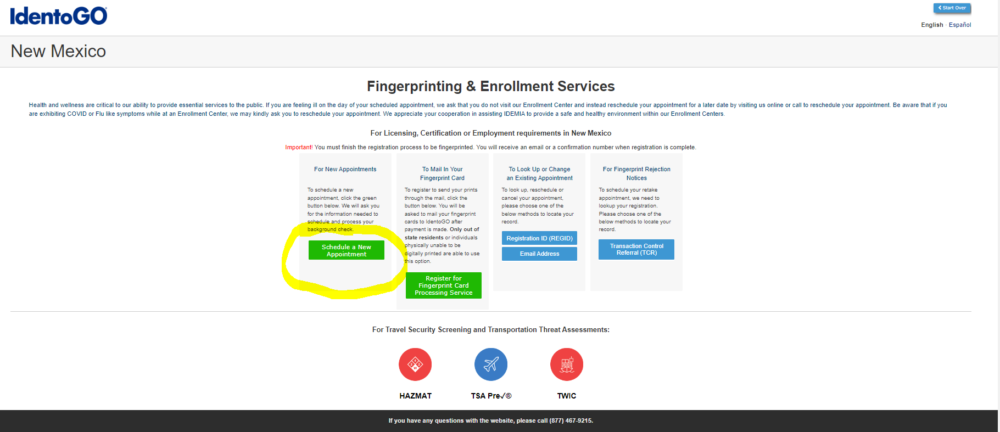 IdentoGO
Start Over
English · Español
New Mexico
Fingerprinting & Enrollment Services
Health and wellness are critical to our ability to provide essential services to the public. If you are feeling ill on the day of your scheduled appointment, we ask that you do not visit our Enrollment Center and instead reschedule your appointment for a later date by visiting us online or call to reschedule your appointment. Be aware that if you
are exhibiting COVID or Flu like symptoms while at an Enrollment Center, we may kindly ask you to reschedule your appointment. We appreciate your cooperation in assisting IDEMIA to provide a safe and healthy environment within our Enrollment Centers.
For Licensing, Certification or Employment requirements in New Mexico
Important! You must finish the registration process to be fingerprinted. You will receive an email or a confirmation number when registration is complete.
For New Appointments
To schedule a new
appointment, click the green
button below. We will ask you
for the information needed to
schedule and process your
background check.
Schedule a New
Appointment
To Mail In Your
Fingerprint Card
To register to send your prints
through the mail, click the
button below. You will be
asked to mail your fingerprint
cards to IdentoGO after
payment is made. Only out of
state residents or individuals
physically unable to be
digitally printed are able to use
this option.
Register for
Fingerprint Card
Processing Service
To Look Up or Change
an Existing Appointment
To look up, reschedule or
cancel your appointment,
please choose one of the
below methods to locate your
record.
Registration ID (REGID)
Email Address
For Fingerprint Rejection
Notices
To schedule your retake
appointment, we need to
lookup your registration.
Please choose one of the
below methods to locate your
record.
Transaction Control
Referral (TCR)
For Travel Security Screening and Transportation Threat Assessments:
HAZMAT
TSA Pre✓®
TWIC
If you have any questions with the website, please call (877) 467-9215.